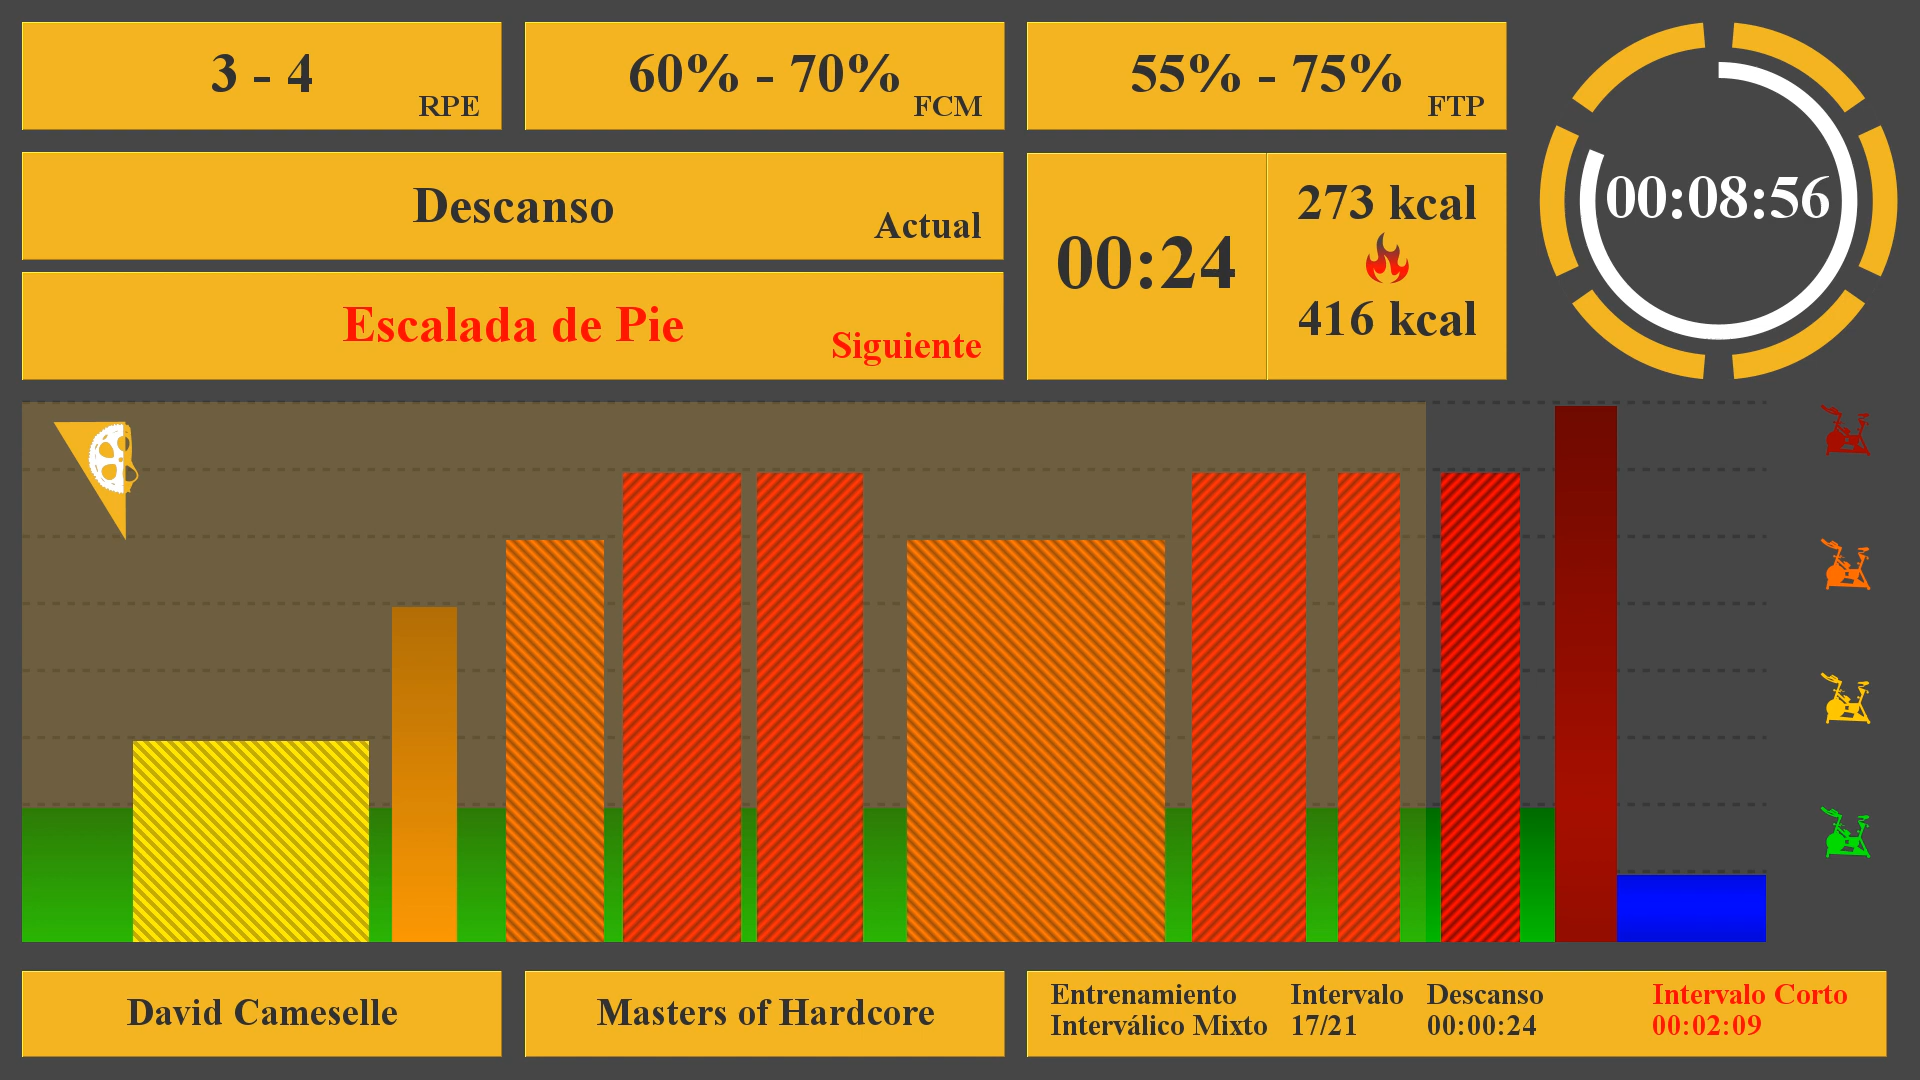 3 - 4
RPE
60% - 70%
FCM
55% - 75%
FTP
00:08:56
Descanso
Actual
Escalada de Pie
Siguiente
00:24
273 kcal
416 kcal
David Cameselle
Masters of Hardcore
Entrenamiento
Interválico Mixto
Intervalo
17/21
Descanso
00:00:24
Intervalo Corto
00:02:09